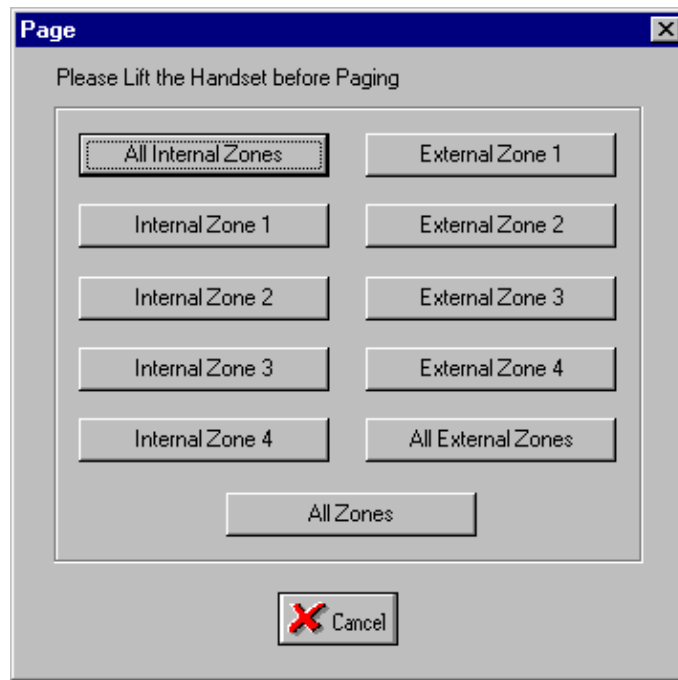 Page
Please Lift the Handset before Paging
All Internal Zones
External Zone 1
Internal Zone 1
External Zone 2
Internal Zone 2
External Zone 3
Internal Zone 3
External Zone 4
Internal Zone 4
All External Zones
All Zones
Cancel